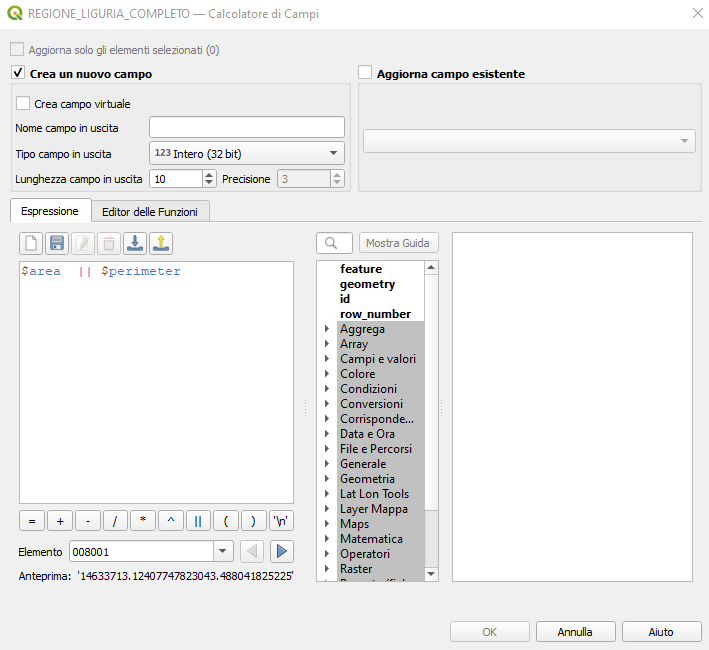 REGIONE_LIGURIA_COMPLETO — Calcolatore di Campi
Aggiorna solo gli elementi selezionati (0)
Crea un nuovo campo
Aggiorna campo esistente
Crea campo virtuale
Nome campo in uscita
Tipo campo in uscita
123 Intero (32 bit)
Lunghezza campo in uscita 10 Precisione 3
Espressione Editor delle Funzioni
Mostra Guida
$area || $perimeter
feature
geometry
id
row_number
Aggrega
Array
Campi e valori
Colore
Condizioni
Conversioni
Corrisponde...
Data e Ora
File e Percorsi
Generale
Geometria
Lat Lon Tools
Layer Mappa
Maps
Matematica
Operatori
Raster
= + - / * ^ || ( ) '\n'
Elemento 008001
Anteprima: '14633713.12407747823043.488041825225'
OK Annulla Aiuto